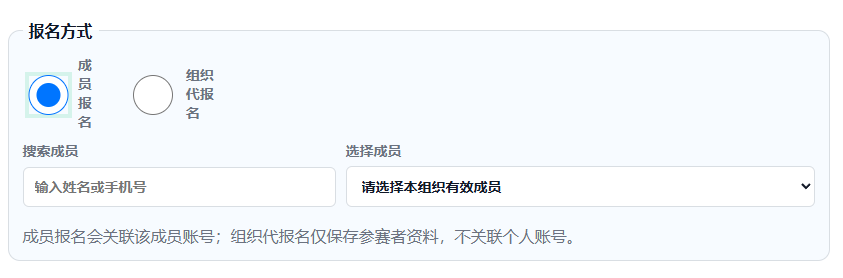 报名方式
成
员
报
名
组织
代报
名
搜索成员
选择成员
输入姓名或手机号
请选择本组织有效成员
成员报名会关联该成员账号；组织代报名仅保存参赛者资料，不关联个人账号。